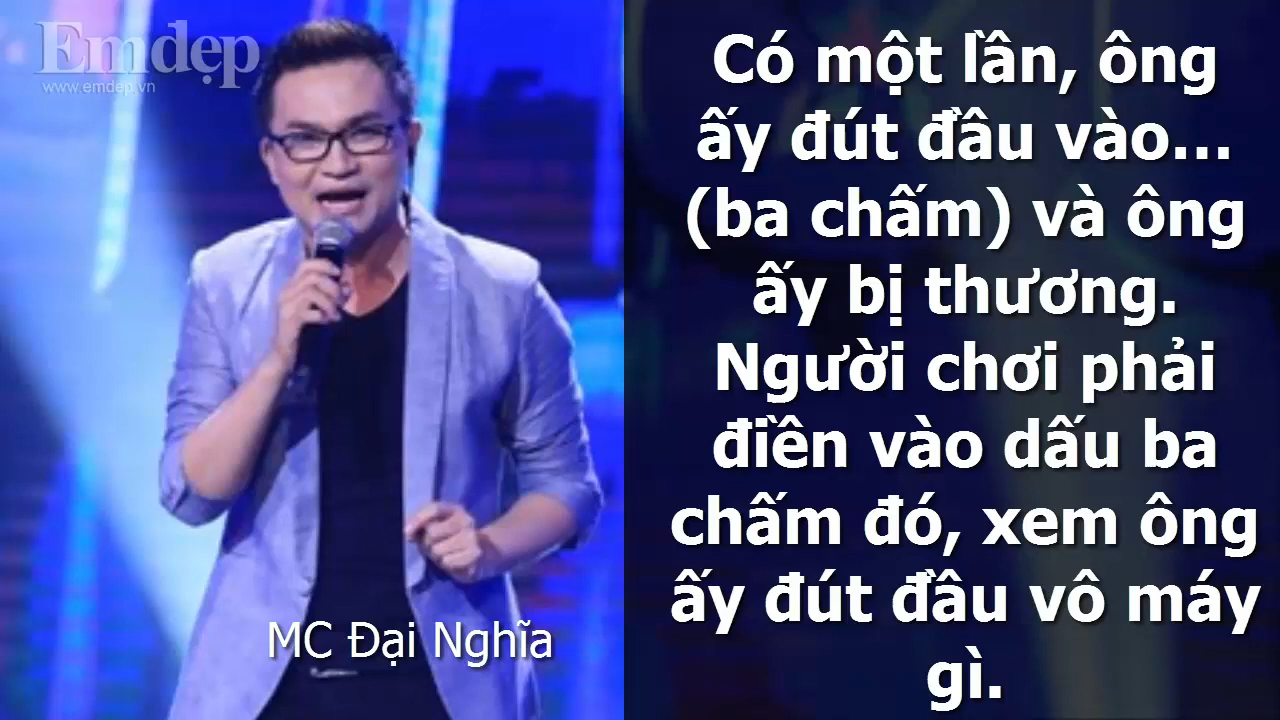 Emđẹp
www.emdep.vn
Có một lần, ông
ấy đút đầu vào...
(ba chấm) và ông
ấy bị thương.
Người chơi phải
điền vào dấu ba
chấm đó, xem ông
ấy đút đầu vô máy
gì.
MC Đại Nghĩa